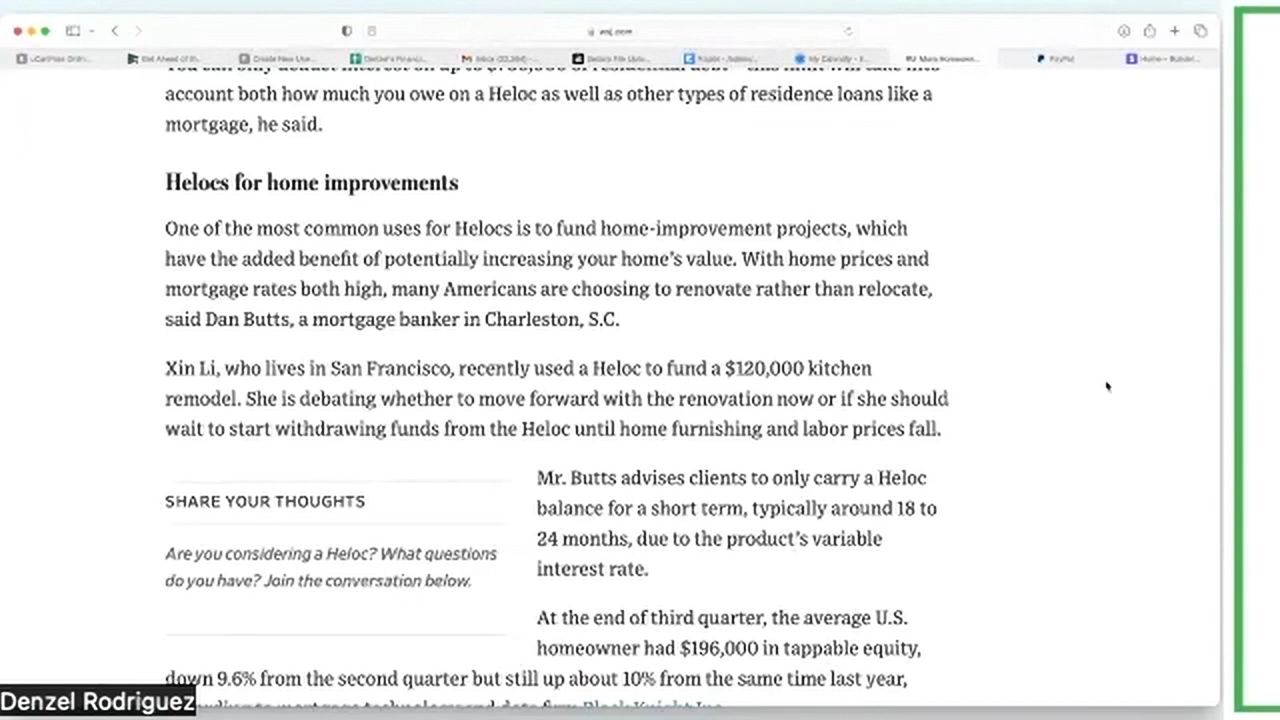 wsj.com
PayPal
account both how much you owe on a Heloc as well as other types of residence loans like a
mortgage, he said.
Helocs for home improvements
One of the most common uses for Helocs is to fund home-improvement projects, which
have the added benefit of potentially increasing your home's value. With home prices and
mortgage rates both high, many Americans are choosing to renovate rather than relocate,
said Dan Butts, a mortgage banker in Charleston, S.C.
Xin Li, who lives in San Francisco, recently used a Heloc to fund a $120,000 kitchen
remodel. She is debating whether to move forward with the renovation now or if she should
wait to start withdrawing funds from the Heloc until home furnishing and labor prices fall.
SHARE YOUR THOUGHTS
Are you considering a Heloc? What questions
do you have? Join the conversation below.
Mr. Butts advises clients to only carry a Heloc
balance for a short term, typically around 18 to
24 months, due to the product's variable
interest rate.
At the end of third quarter, the average U.S.
homeowner had $196,000 in tappable equity,
down 9.6% from the second quarter but still up about 10% from the same time last year,
Denzel Rodriguez